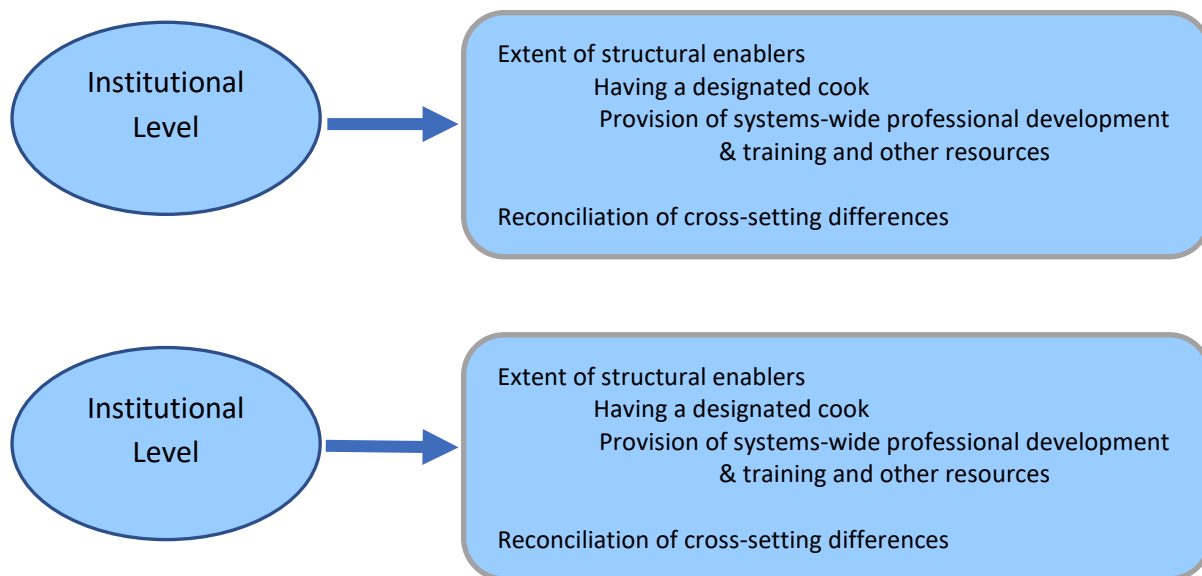 Institutional
Level
Extent of structural enablers
Having a designated cook
Provision of systems-wide professional development
& training and other resources
Reconciliation of cross-setting differences
Institutional
Level
Extent of structural enablers
Having a designated cook
Provision of systems-wide professional development
& training and other resources
Reconciliation of cross-setting differences